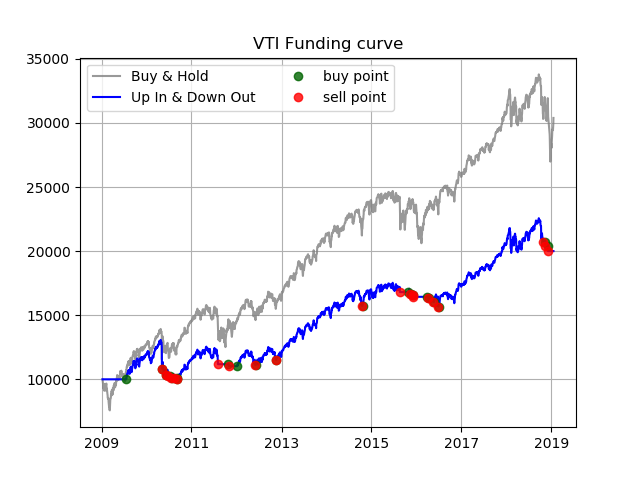 VTI Funding curve
35000
30000
25000
20000
15000
10000
Buy & Hold
Up In & Down Out
buy point
sell point
2009 2011 2013 2015 2017 2019